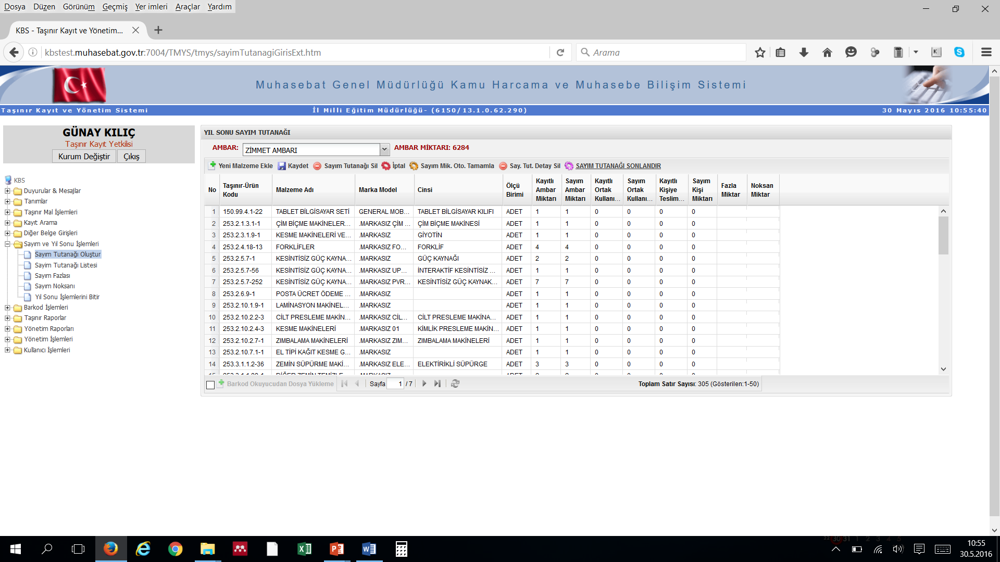 Dosya Düzen Görünüm Geçmiş Yer imleri Araçlar Yardım
KBS - Taşınır Kayıt ve Yönetim...
kbstest.muhasebat.gov.tr:7004/TMYS/tmys/sayimTutanagiGirisExt.htm
Arama
Muhasebat Genel Müdürlüğü Kamu Harcama ve Muhasebe Bilişim Sistemi
Taşınır Kayıt ve Yönetim Sistemi İl Milli Eğitim Müdürlüğü- (6150/13.1.0.62.290) 30 Mayıs 2016 10:55:40
GÜNAY KILIÇ
Taşınır Kayıt Yetkilisi
Kurum Değiştir Çıkış
KBS
Duyurular & Mesajlar
Tanımlar
Taşınır Mal İşlemleri
Kayıt Arama
Diğer Belge Girişleri
Sayım ve Yıl Sonu İşlemleri
Sayım Tutanağı Oluştur
Sayim Tutanağı Listesi
Sayım Fazlası
Sayım Noksanı
Yıl Sonu İşlemlerini Bitir
Barkod İşlemleri
Taşınır Raporlar
Yönetim Raporları
Yönetim İşlemleri
Kullanıcı İşlemleri
YIL SONU SAYIM TUTANAĞI
AMBAR: ZİMMET AMBARI AMBAR MİKTARI: 6284
Yeni Malzeme Ekle Kaydet Sayım Tutanağı Sil İptal Sayım Mik. Oto. Tamamla Say. Tut. Detay Sil SAYIM TUTANAĞI SONLANDIR
No Taşınır-Ürün Kodu Malzeme Adı Marka Model Cinsi Ölçü Birimi Kayıtlı Ambar Miktarı Sayım Ambar Miktarı Kayıtlı Ortak Kullanı... Sayım Ortak Kullanı... Kayıtlı Kişiye Teslim... Sayım Kişi Miktarı Fazla Miktar Noksan Miktar
1 150.99.4.1-22 TABLET BİLGİSAYAR SETİ GENERAL MOB... TABLET BİLGİSAYAR KILIFI ADET 1 1 0 0 0 0
2 253.2.1.3.1-1 ÇİM BİÇME MAKİNELER... .MARKASIZ ÇİM ... ÇİM BİÇME MAKİNESİ ADET 1 1 0 0 0 0
3 253.2.3.1.9-1 KESME MAKİNELERİ VE... .MARKASIZ GİYOTİN ADET 1 1 0 0 0 0
4 253.2.4.18-13 FORKLİFLER .MARKASIZ FO... FORKLİF ADET 4 4 0 0 0 0
5 253.2.5.7-1 KESİNTİSİZ GÜÇ KAYNA... .MARKASIZ GÜÇ KAYNAĞI ADET 2 2 0 0 0 0
6 253.2.5.7-56 KESİNTİSİZ GÜÇ KAYNA... .MARKASIZ UP... İNTERAKTİF KESİNTİSİZ ... ADET 1 1 0 0 0 0
7 253.2.5.7-252 KESİNTİSİZ GÜÇ KAYNA... .MARKASIZ PVR... KESİNTİSİZ GÜÇ KAYNAK... ADET 7 7 0 0 0 0
8 253.2.6.9-1 POSTA ÜCRET ÖDEME ... .MARKASIZ ADET 1 1 0 0 0 0
9 253.2.10.1.9-1 LAMİNASYON MAKİNEL... .MARKASIZ ADET 1 1 0 0 0 0
10 253.2.10.2.2-3 CİLT PRESLEME MAKİN... .MARKASIZ CİL... CİLT PRESLEME MAKİNA... ADET 1 1 0 0 0 0
11 253.2.10.2.4-3 KESME MAKİNELERİ .MARKASIZ 01 KİMLİK PRESLEME MAKİN... ADET 1 1 0 0 0 0
12 253.2.10.2.7-1 ZIMBALAMA MAKİNELERİ .MARKASIZ ZIM... ZIMBALAMA MAKİNELERİ ADET 1 1 0 0 0 0
13 253.2.10.7.1-1 EL TİPİ KAĞIT KESME G... .MARKASIZ ADET 1 1 0 0 0 0
14 253.3.1.1.2-36 ZEMİN SÜPÜRME MAKİ... .MARKASIZ ELE... ELEKTİRİKLİ SÜPÜRGE ADET 3 3 0 0 0 0
Barkod Okuyucudan Dosya Yükleme Sayfa 1 / 7 Toplam Satır Sayısı: 305 (Gösterilen:1-50)
10:55
30.5.2016